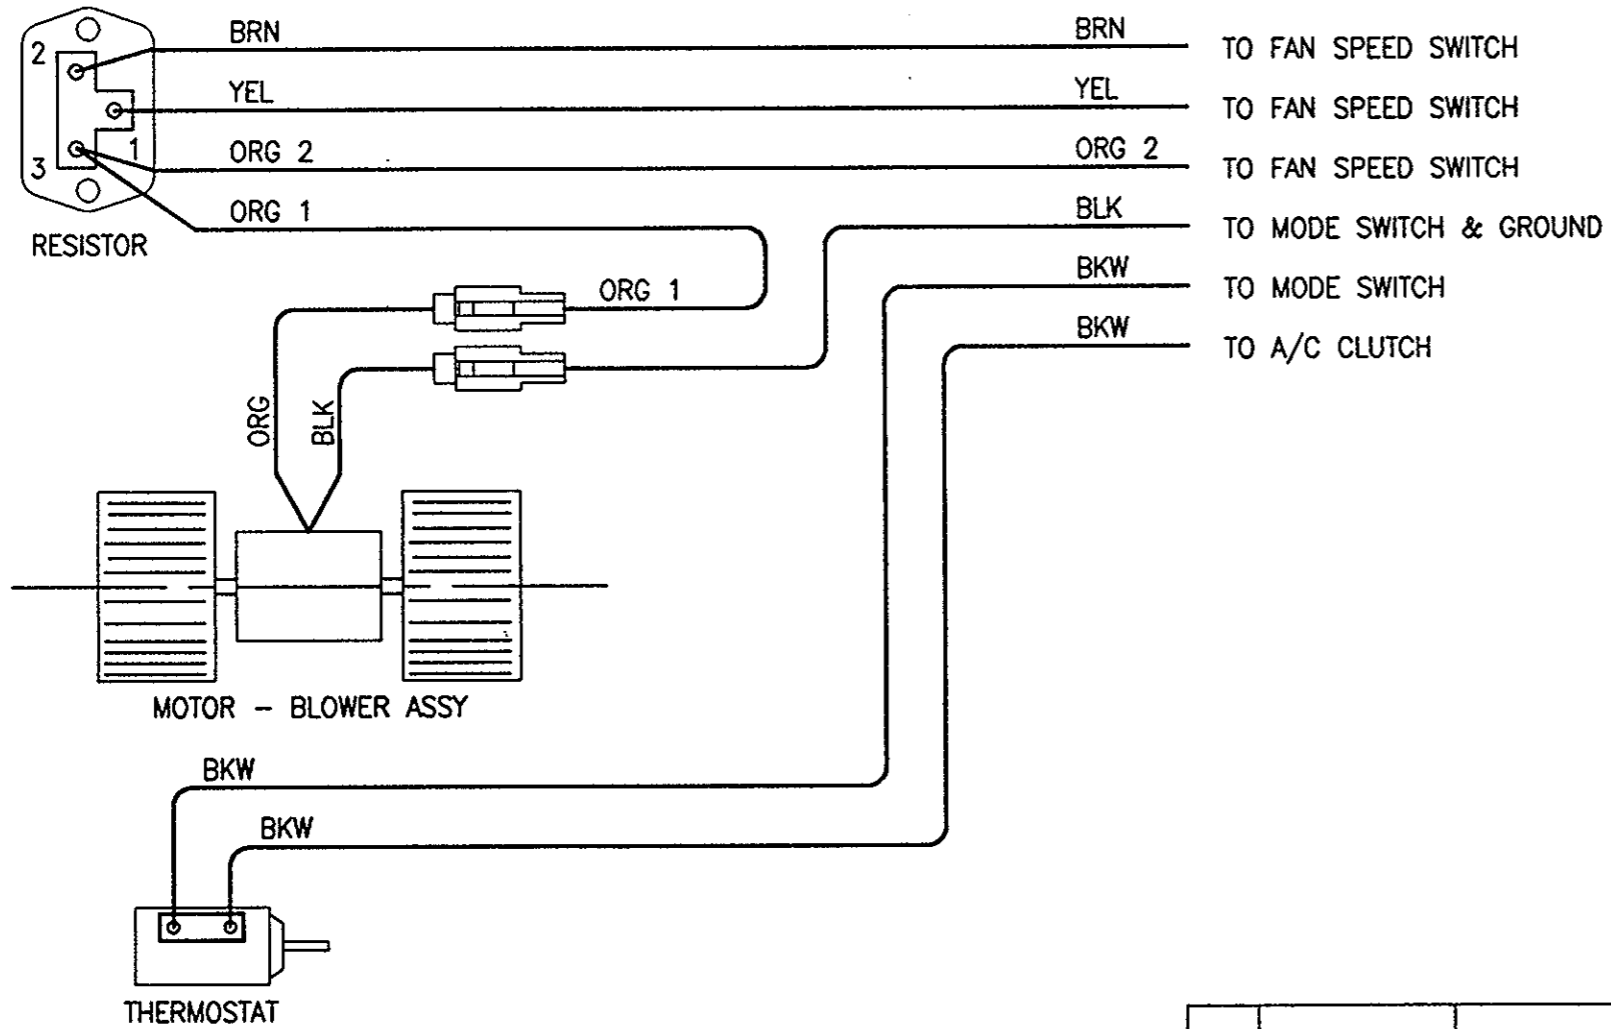 BRN
BRN
TO FAN SPEED SWITCH
2
YEL
YEL
TO FAN SPEED SWITCH
1
ORG 2
ORG 2
TO FAN SPEED SWITCH
3
ORG 1
BLK
TO MODE SWITCH & GROUND
RESISTOR
ORG 1
BKW
TO MODE SWITCH
BKW
TO A/C CLUTCH
ORG
BLK
MOTOR - BLOWER ASSY
BKW
BKW
THERMOSTAT